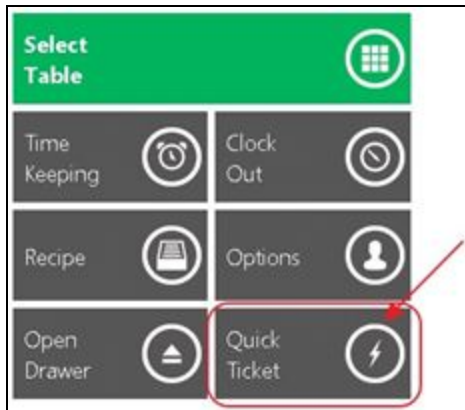 Select
Table
Time
Keeping
Clock
Out
Recipe
Options
Open
Drawer
Quick
Ticket